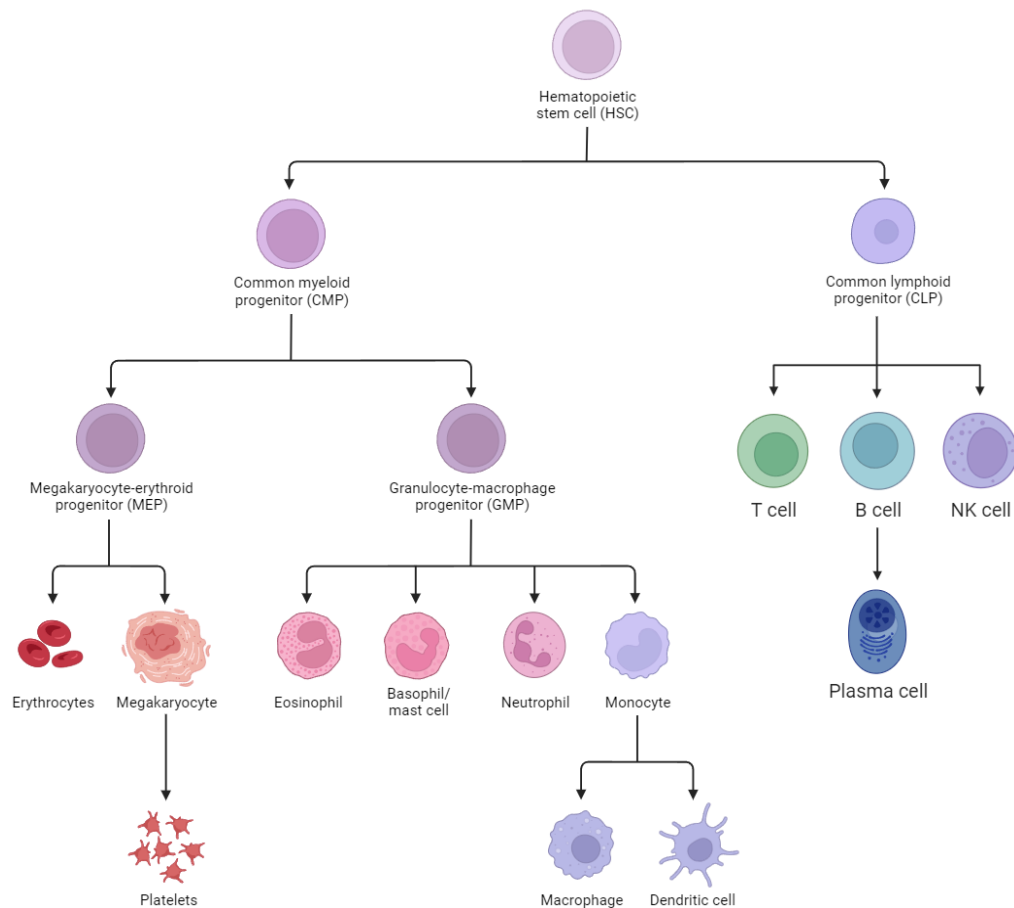 Hematopoietic
stem cell (HSC)
Common myeloid
progenitor (CMP)
Common lymphoid
progenitor (CLP)
Megakaryocyte-erythroid
progenitor (MEP)
Granulocyte-macrophage
progenitor (GMP)
T cell
B cell
NK cell
Erythrocytes
Megakaryocyte
Eosinophil
Basophil/
mast cell
Neutrophil
Monocyte
Plasma cell
Platelets
Macrophage
Dendritic cell